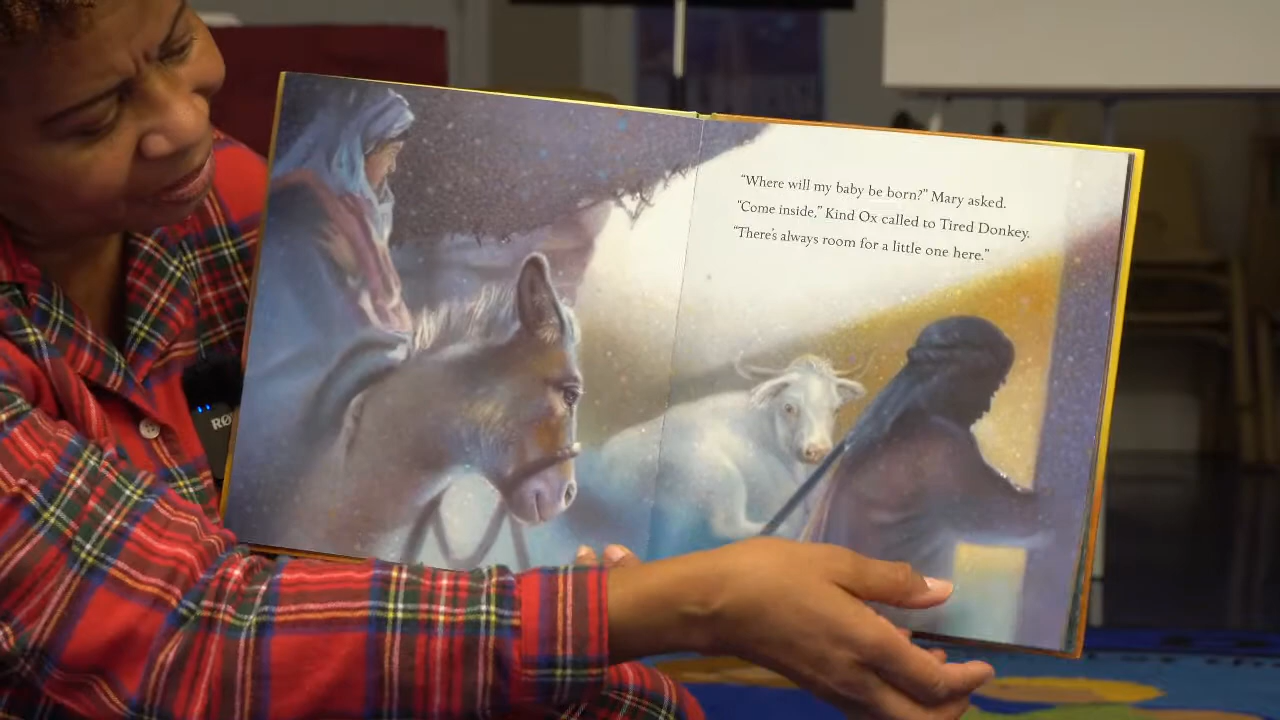 “Where will my baby be born?” Mary asked.
“Come inside,” Kind Ox called to Tired Donkey.
“There’s always room for a little one here.”